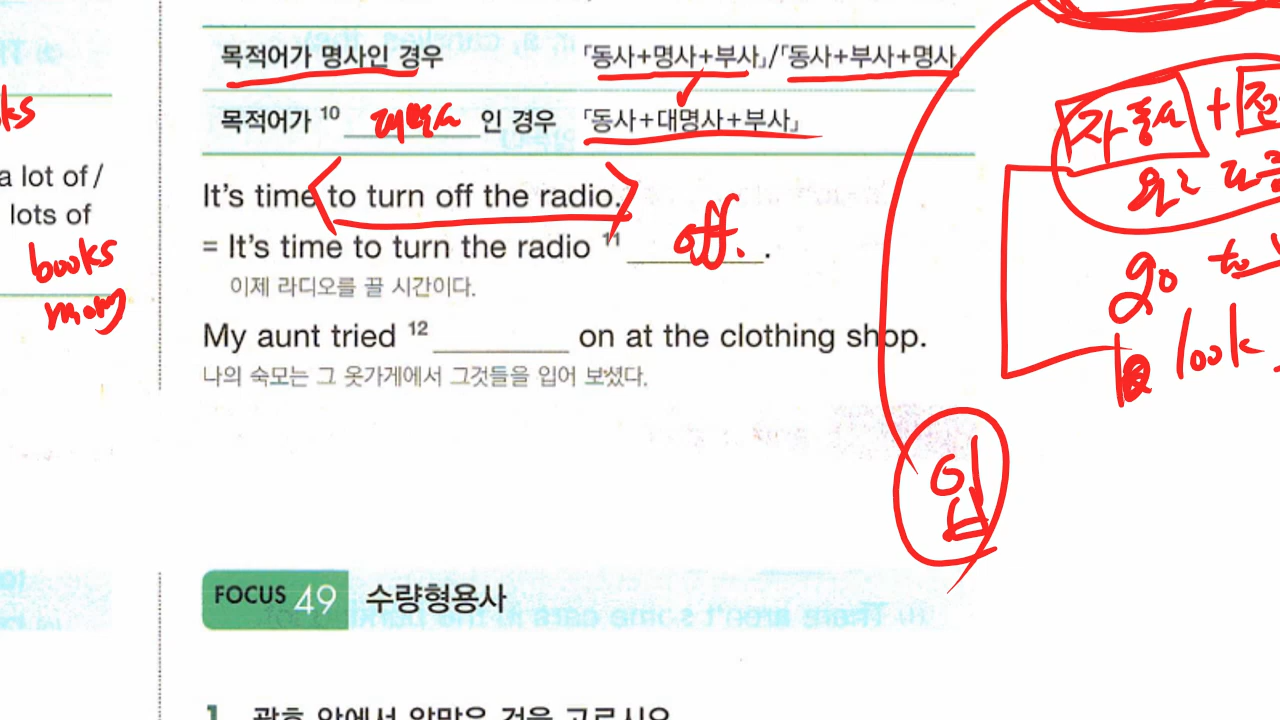 목적어가 명사인 경우 「동사+명사+부사」/「동사+부사+명사
목적어가 10 대명사 인 경우 「동사+대명사+부사」
It's time to turn off the radio.
= It's time to turn the radio 11 off.
이제 라디오를 끌 시간이다.
My aunt tried 12 ________ on at the clothing shop.
나의 숙모는 그 옷가게에서 그것들을 입어 보셨다.
a lot of /
lots of
books
many
자동사 +
go to
look
FOCUS 49 수량형용사